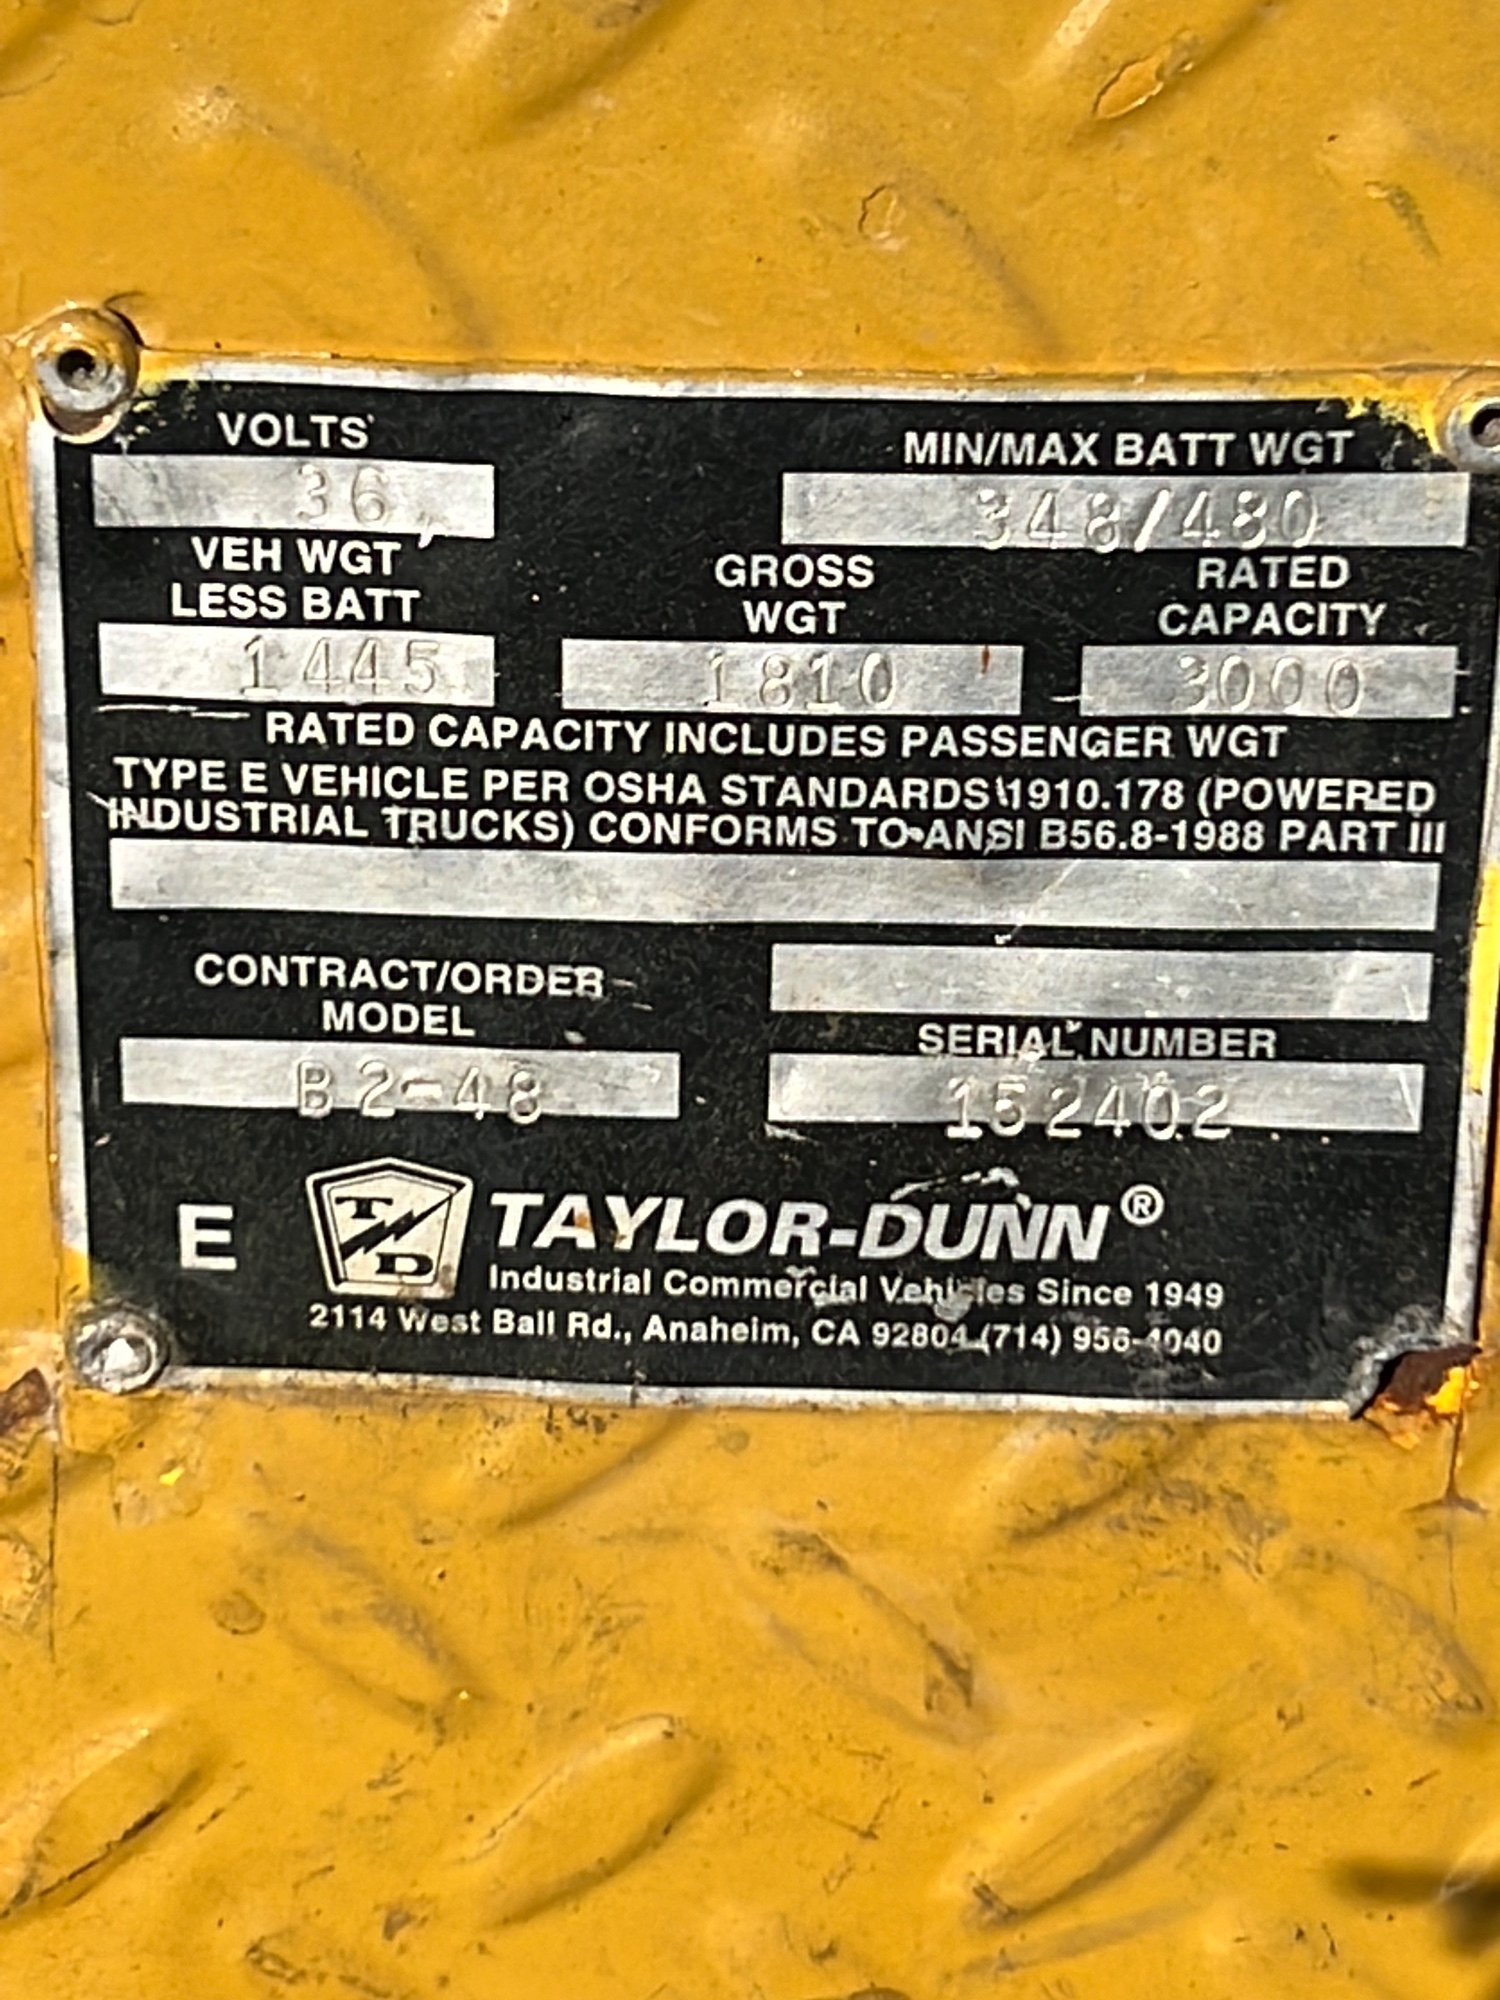 VOLTS
36
MIN/MAX BATT WGT
348/480
VEH WGT
LESS BATT
1445
GROSS
WGT
1810
RATED
CAPACITY
3000
RATED CAPACITY INCLUDES PASSENGER WGT
TYPE E VEHICLE PER OSHA STANDARDS 1910.178 (POWERED
INDUSTRIAL TRUCKS) CONFORMS TO ANSI B56.8-1988 PART III
CONTRACT/ORDER
MODEL
B2-48
SERIAL NUMBER
152402
E
TD
TAYLOR-DUNN®
Industrial Commercial Vehicles Since 1949
2114 West Ball Rd., Anaheim, CA 92804 (714) 956-4040